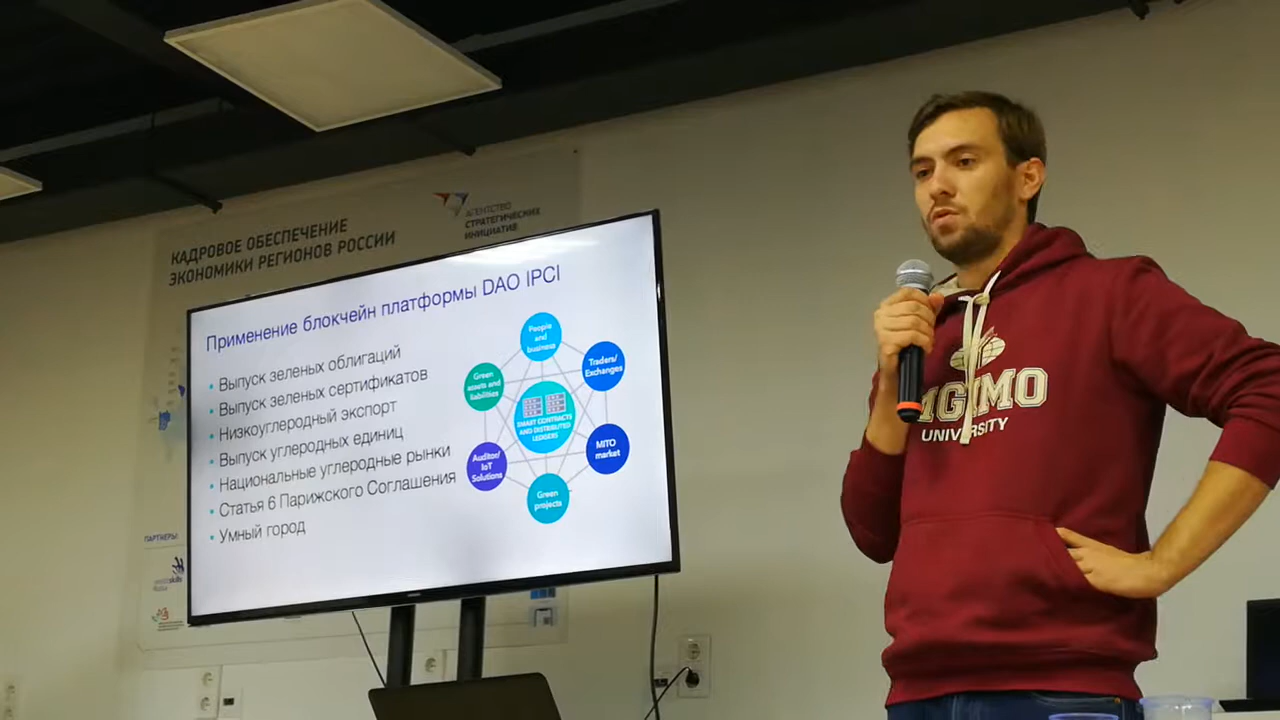 КАДРОВОЕ ОБЕСПЕЧЕНИЕ
ЭКОНОМИКИ РЕГИОНОВ РОССИИ
АГЕНТСТВО
СТРАТЕГИЧЕСКИХ
ИНИЦИАТИВ
Применение блокчейн платформы DAO IPCI
• Выпуск зеленых облигаций
• Выпуск зеленых сертификатов
• Низкоуглеродный экспорт
• Выпуск углеродных единиц
• Национальные углеродные рынки
• Статья 6 Парижского Соглашения
• Умный город
People
and
business
Traders/
Exchanges
Green
assets and
liabilities
SMART CONTRACTS
AND DISTRIBUTED
LEDGERS
MITO
market
Auditor/
IoT
Solutions
Green
projects
MGIMO
UNIVERSITY
ПАРТНЕРЫ